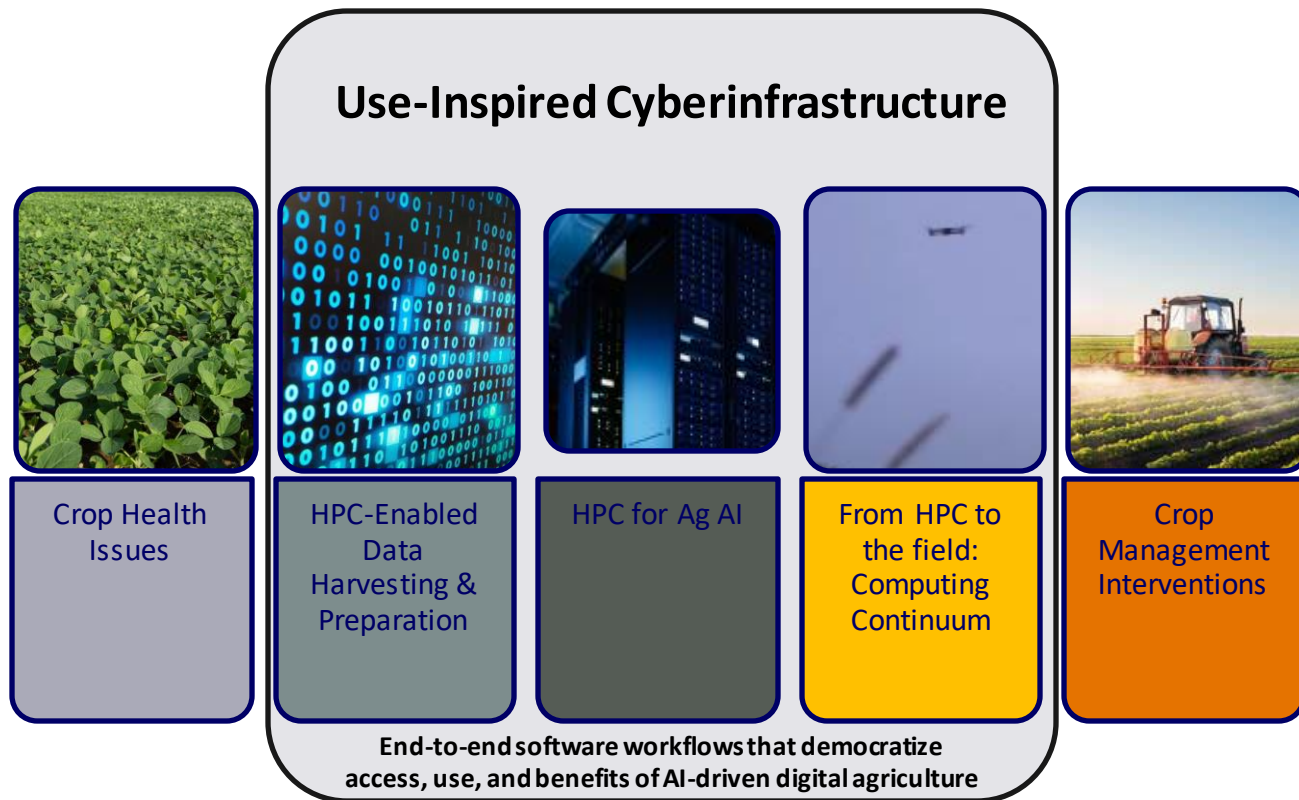 Use-Inspired Cyberinfrastructure
Crop Health
Issues
HPC-Enabled
Data
Harvesting &
Preparation
HPC for Ag AI
From HPC to
the field:
Computing
Continuum
Crop
Management
Interventions
End-to-end software workflows that democratize
access, use, and benefits of AI-driven digital agriculture